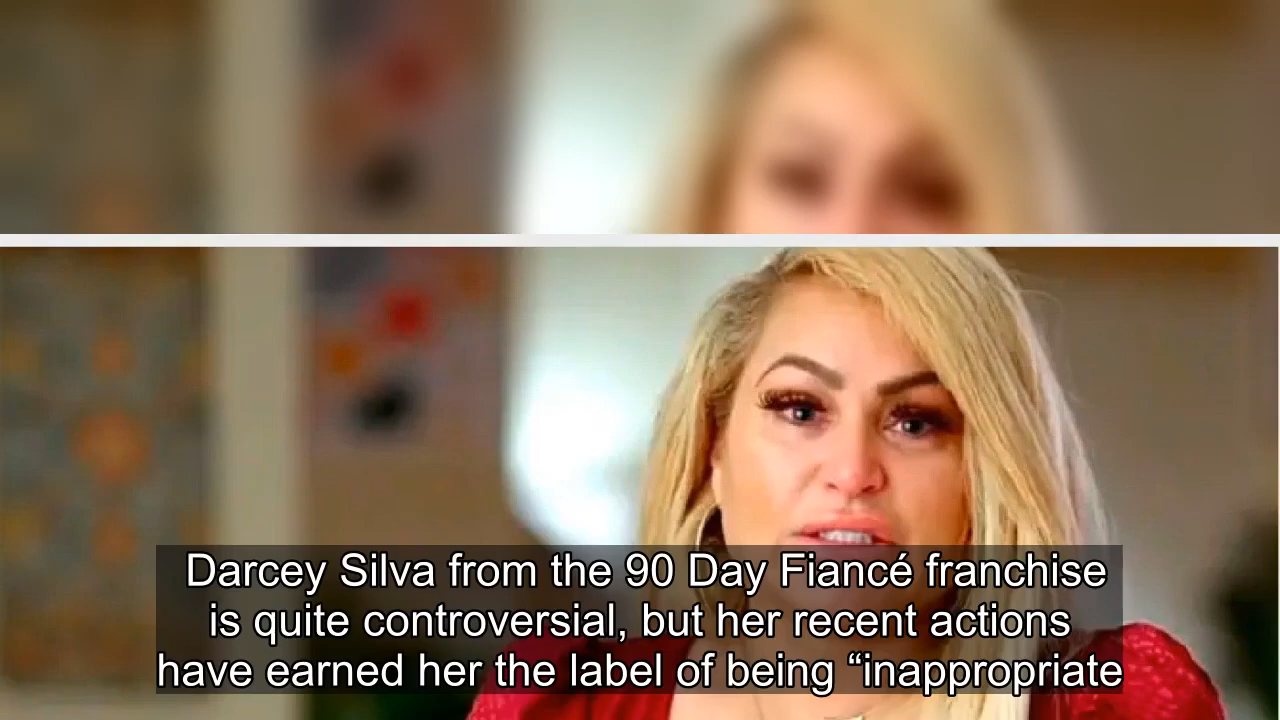 Darcey Silva from the 90 Day Fiancé franchise
is quite controversial, but her recent actions
have earned her the label of being “inappropriate